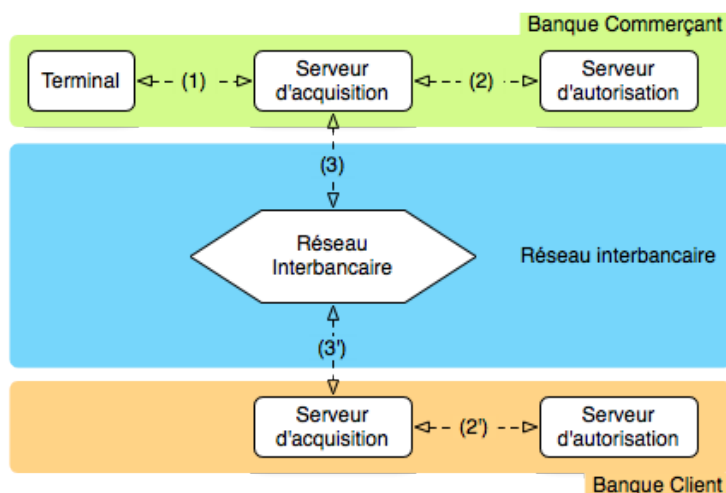 Banque Commerçant
Terminal
(1)
Serveur
d'acquisition
(2)
Serveur
d'autorisation
(3)
Réseau
Interbancaire
Réseau interbancaire
(3')
Serveur
d'acquisition
(2')
Serveur
d'autorisation
Banque Client